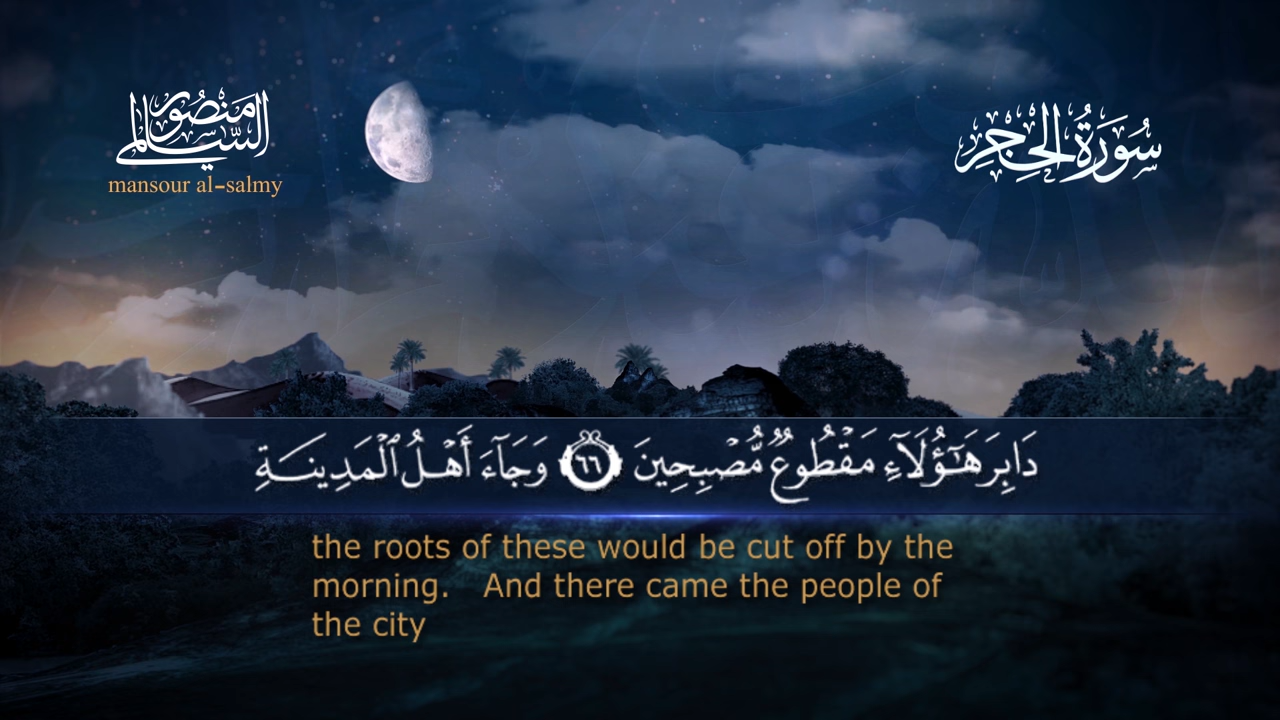 منصور السالمي
mansour al-salmy
سُورَةُ الحِجر
دَابِرَ هَـٰٓؤُلَآءِ مَقْطُوعٌ مُّصْبِحِينَ ٦٦ وَجَآءَ أَهْلُ ٱلْمَدِينَةِ
the roots of these would be cut off by the
morning. And there came the people of
the city